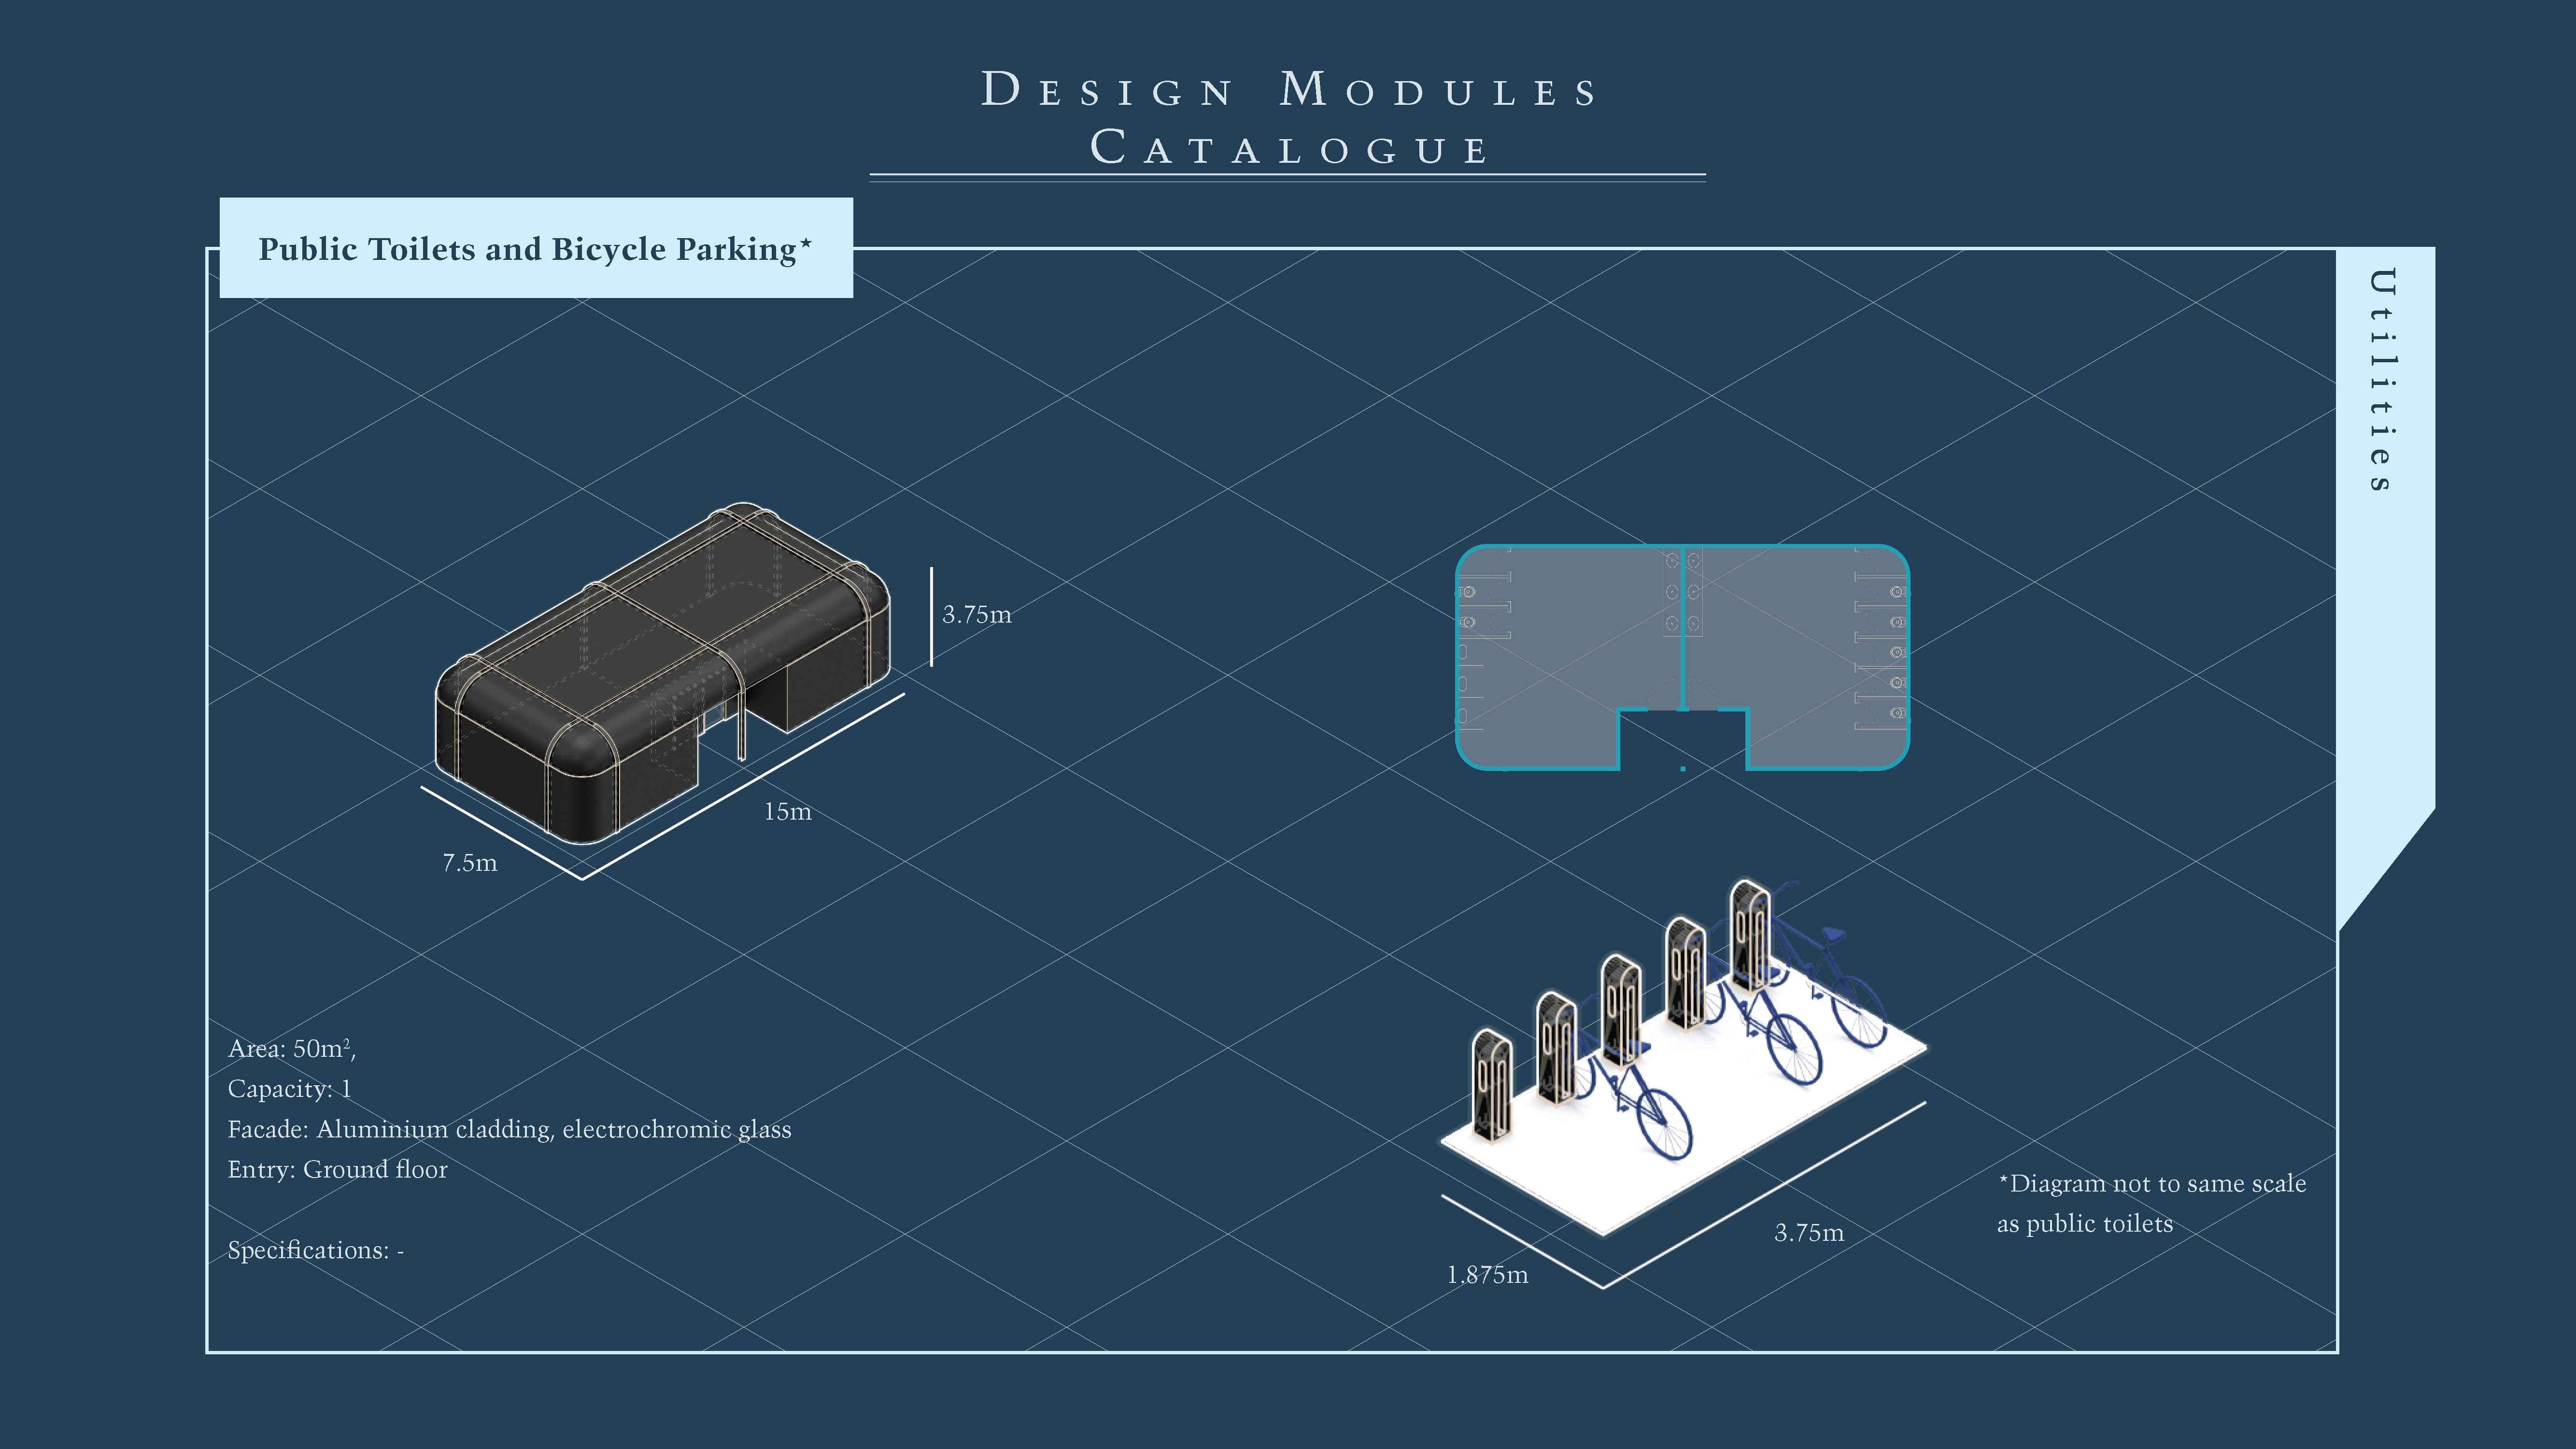 Design Modules
Catalogue
Public Toilets and Bicycle Parking*
Utilities
3.75m
15m
7.5m
Area: 50m²,
Capacity: 1
Facade: Aluminium cladding, electrochromic glass
Entry: Ground floor
Specifications: -
3.75m
1.875m
*Diagram not to same scale
as public toilets